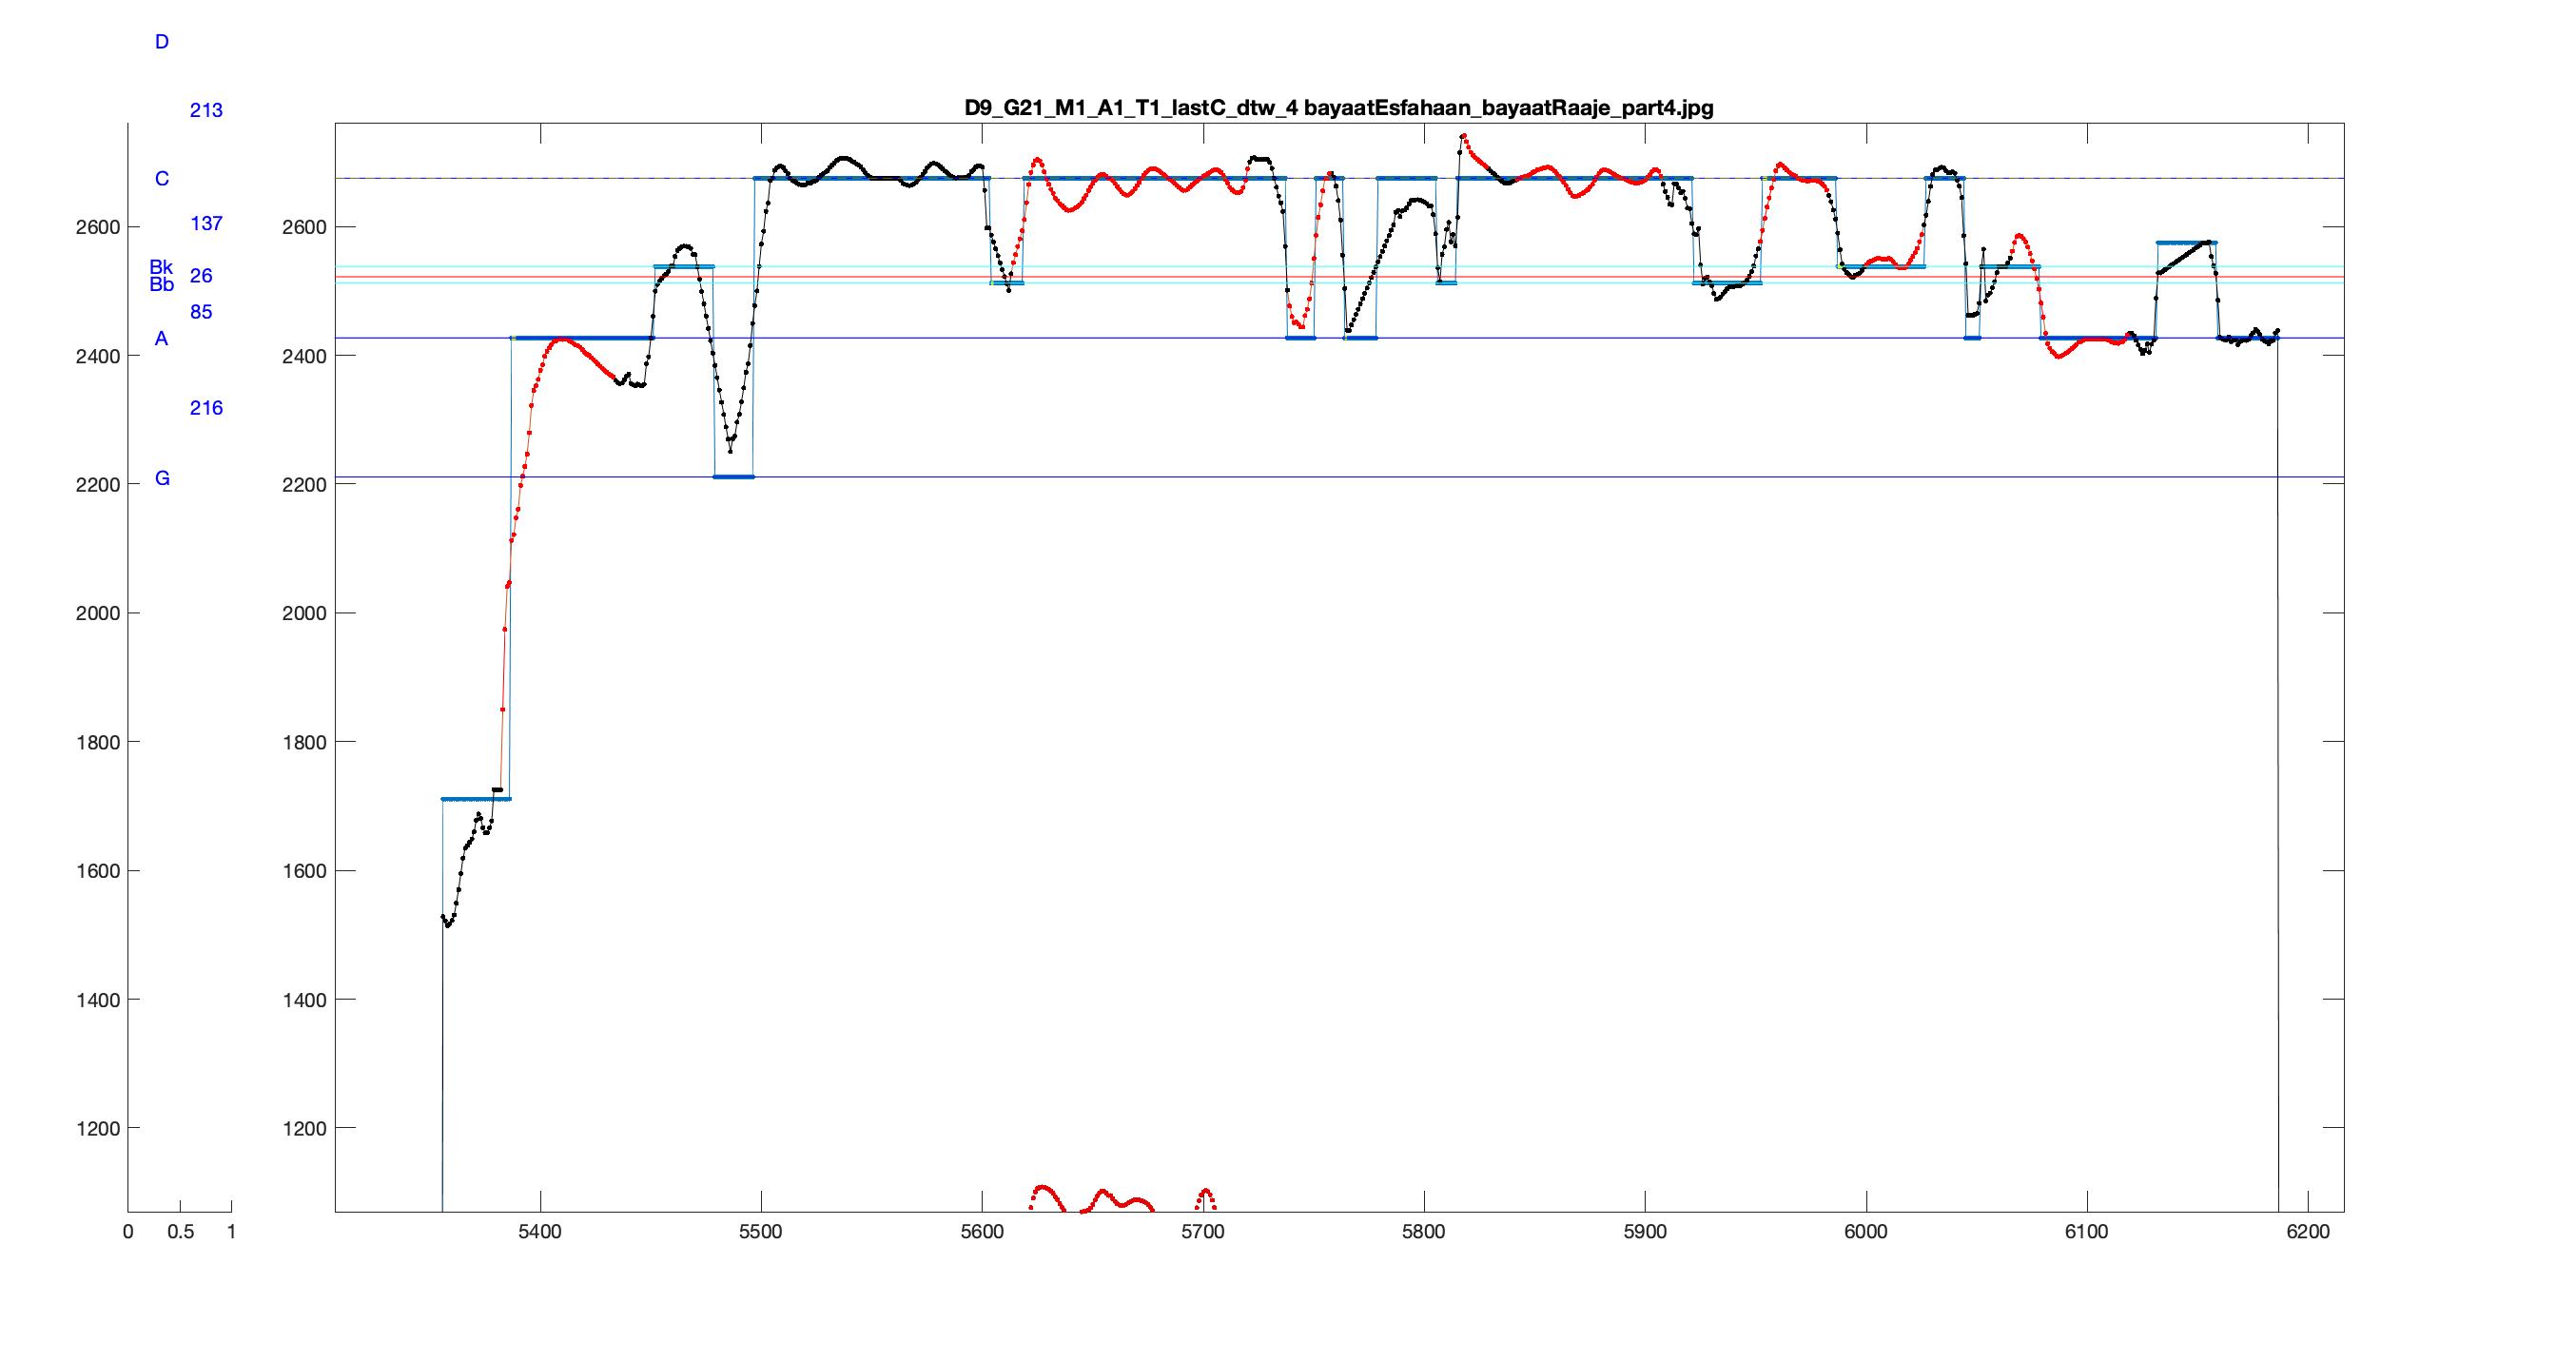 D
213
D9_G21_M1_A1_T1_lastC_dtw_4 bayaatEsfahaan_bayaatRaaje_part4.jpg
C
137
2600 2600
Bk
26
Bb
85
A
2400 2400
216
G
2200 2200
2000 2000
1800 1800
1600 1600
1400 1400
1200 1200
0 0.5 1 5400 5500 5600 5700 5800 5900 6000 6100 6200